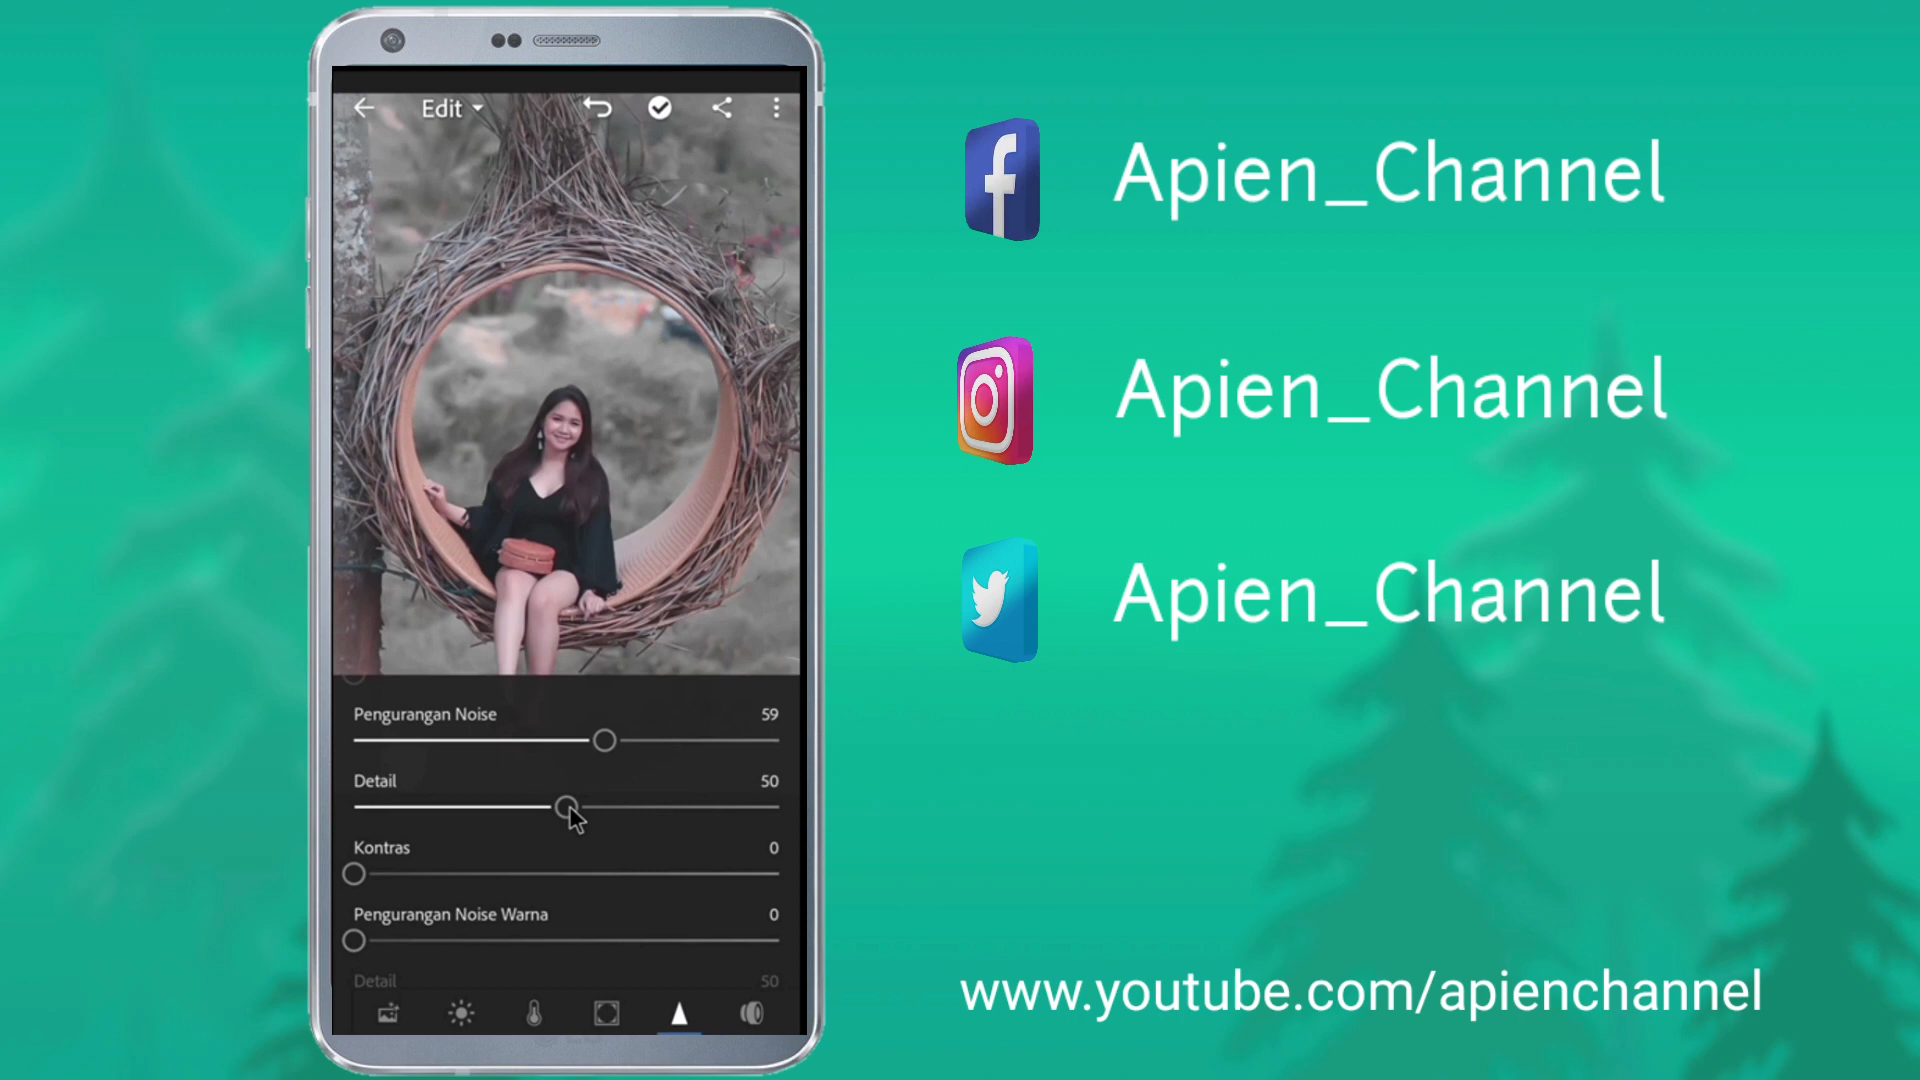 Edit
Pengurangan Noise 59
Detail 50
Kontras 0
Pengurangan Noise Warna 0
Detail 50
Apien_Channel
Apien_Channel
Apien_Channel
www.youtube.com/apienchannel